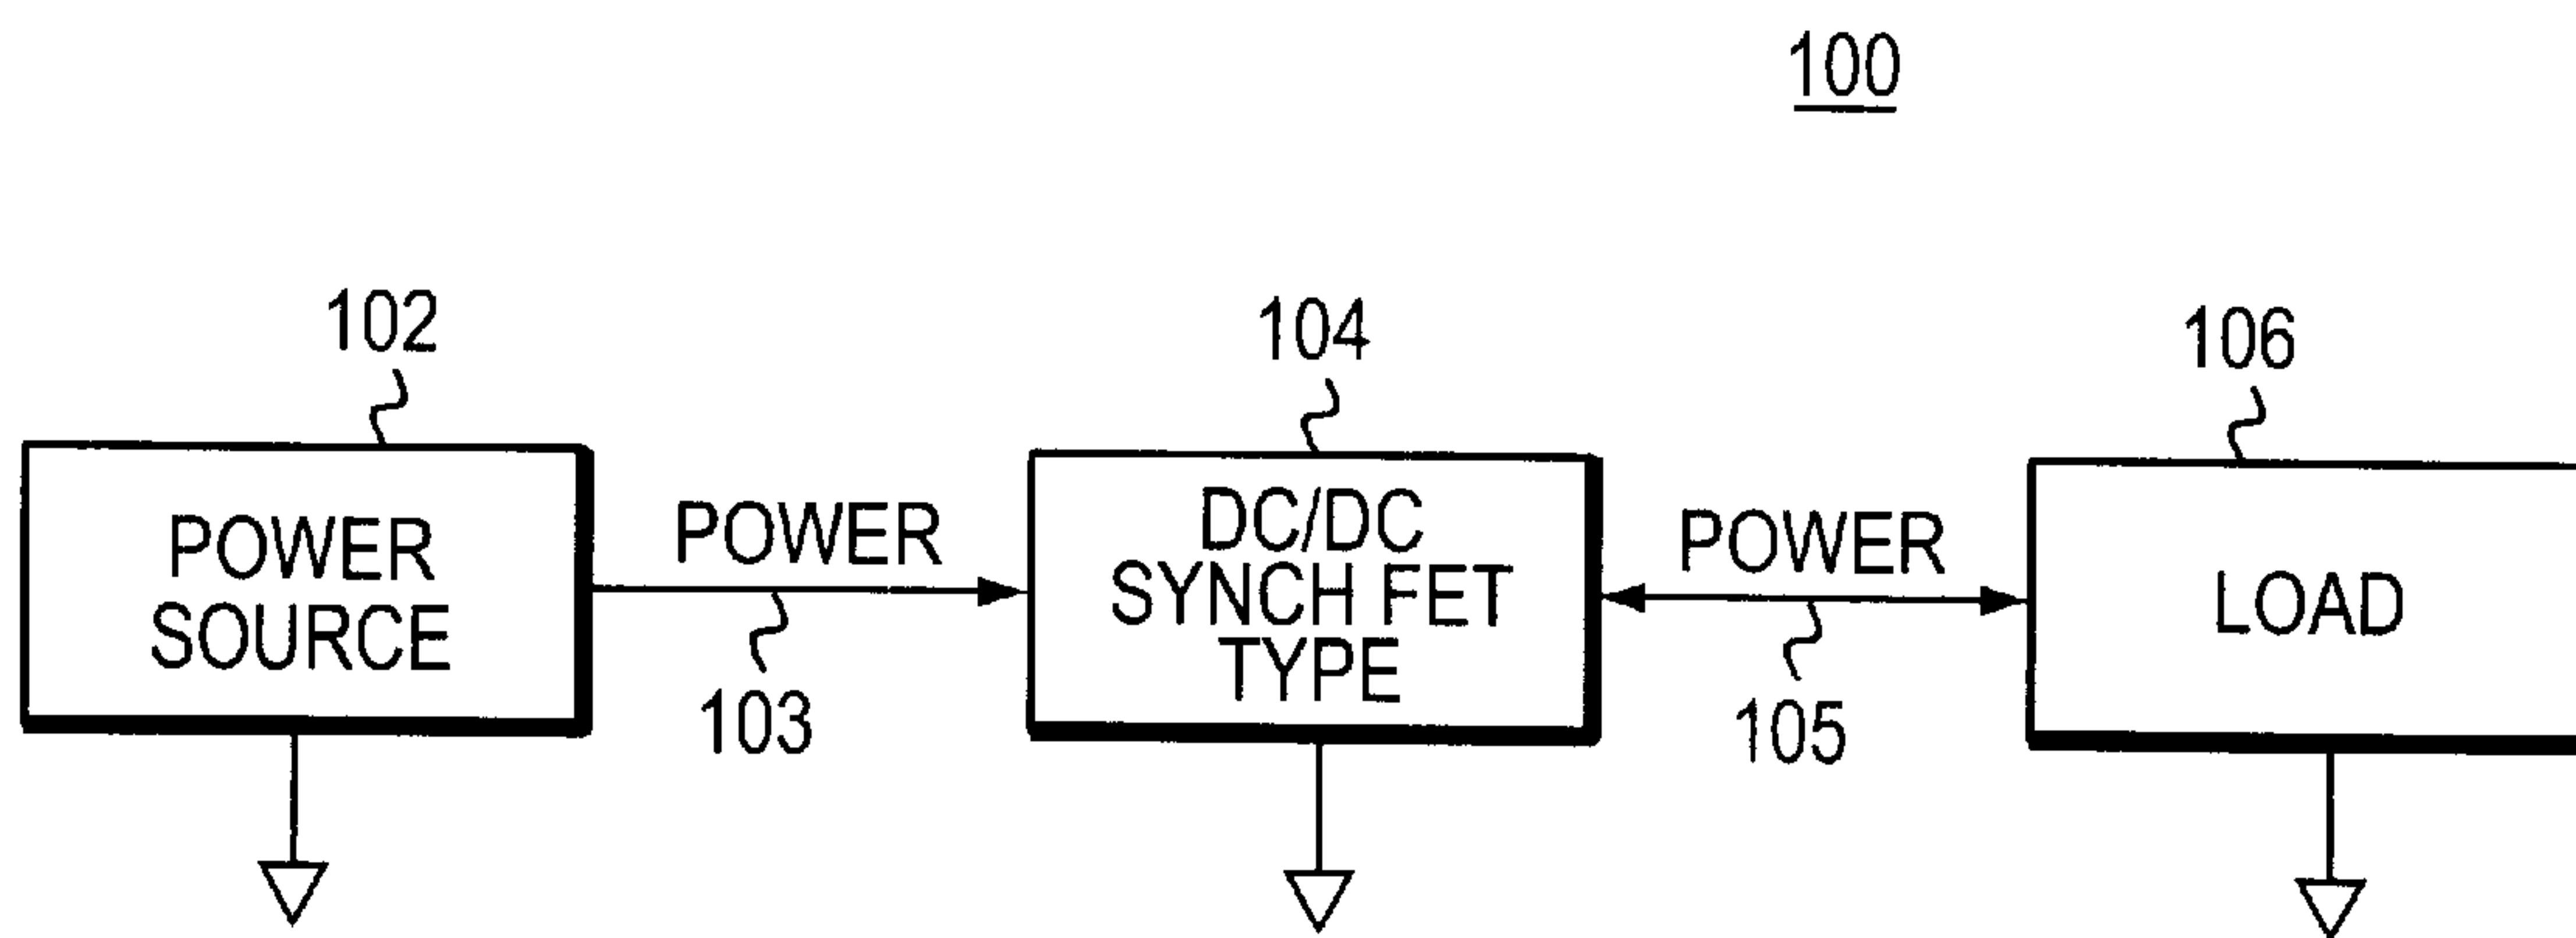 100
102
104
106
POWER
SOURCE
POWER
103
DC/DC
SYNCH FET
TYPE
POWER
105
LOAD